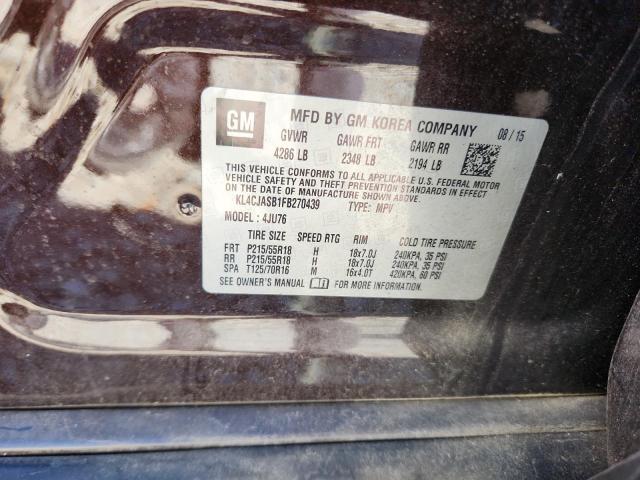 GM
MFD BY GM KOREA COMPANY 08 / 15
GVWR GAWR FRT GAWR RR
4286 LB 2348 LB 2194 LB
THIS VEHICLE CONFORMS TO ALL APPLICABLE U.S. FEDERAL MOTOR
VEHICLE SAFETY AND THEFT PREVENTION STANDARDS IN EFFECT ON
THE DATE OF MANUFACTURE SHOWN ABOVE.
KL4CJASB1FB270439 TYPE: MPV
MODEL: 4JU76
TIRE SIZE SPEED RTG RIM COLD TIRE PRESSURE
FRT P215/55R18 H 18x7.0J 240KPA, 35 PSI
RR P215/55R18 H 18x7.0J 240KPA, 35 PSI
SPA T125/70R16 M 16x4.0T 420KPA, 60 PSI
SEE OWNER'S MANUAL FOR MORE INFORMATION.